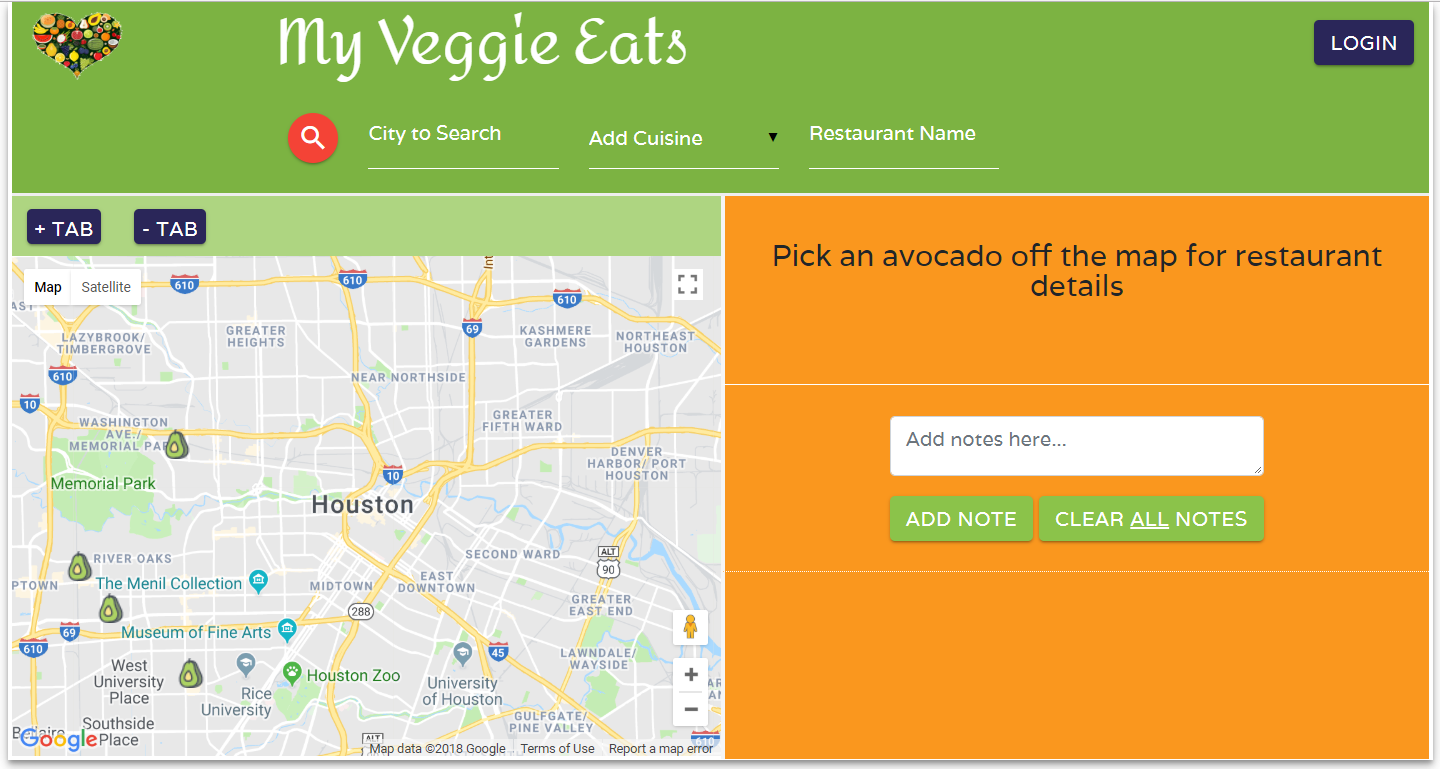 My Veggie Eats
LOGIN
City to Search
Add Cuisine
Restaurant Name
+ TAB
- TAB
Pick an avocado off the map for restaurant
details
Map
Satellite
610
610
610
69
LAZYBROOK/
TIMBERGROVE
GREATER
HEIGHTS
KASHMERE
GARDENS
NORTHEAST
HOUSTON
610
NEAR NORTHSIDE
10
WASHINGTON
AVE./
MEMORIAL PARK
GREATER
FIFTH WARD
DENVER
HARBOR/ PORT
HOUSTON
10
Memorial Park
Houston
Add notes here...
ADD NOTE
CLEAR ALL NOTES
RIVER OAKS
SECOND WARD
ALT
90
The Menil Collection
MIDTOWN
EAST
DOWNTOWN
288
GREATER
EAST END
69
Museum of Fine Arts
610
45
LAWNDALE/
WAYSIDE
West
University
Place
Rice
University
Houston Zoo
University
of Houston
Southside
Place
GULFGATE/
PINE VALLEY
610
ALT
Google
Map data ©2018 Google
Terms of Use
Report a map error